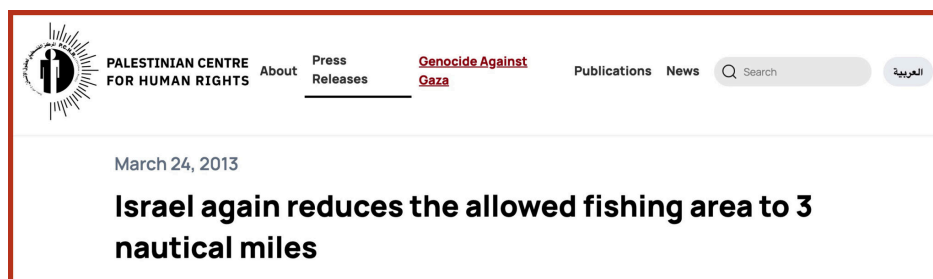 PALESTINIAN CENTRE
FOR HUMAN RIGHTS
About
Press
Releases
Genocide Against
Gaza
Publications
News
Search
العربية
March 24, 2013
Israel again reduces the allowed fishing area to 3
nautical miles